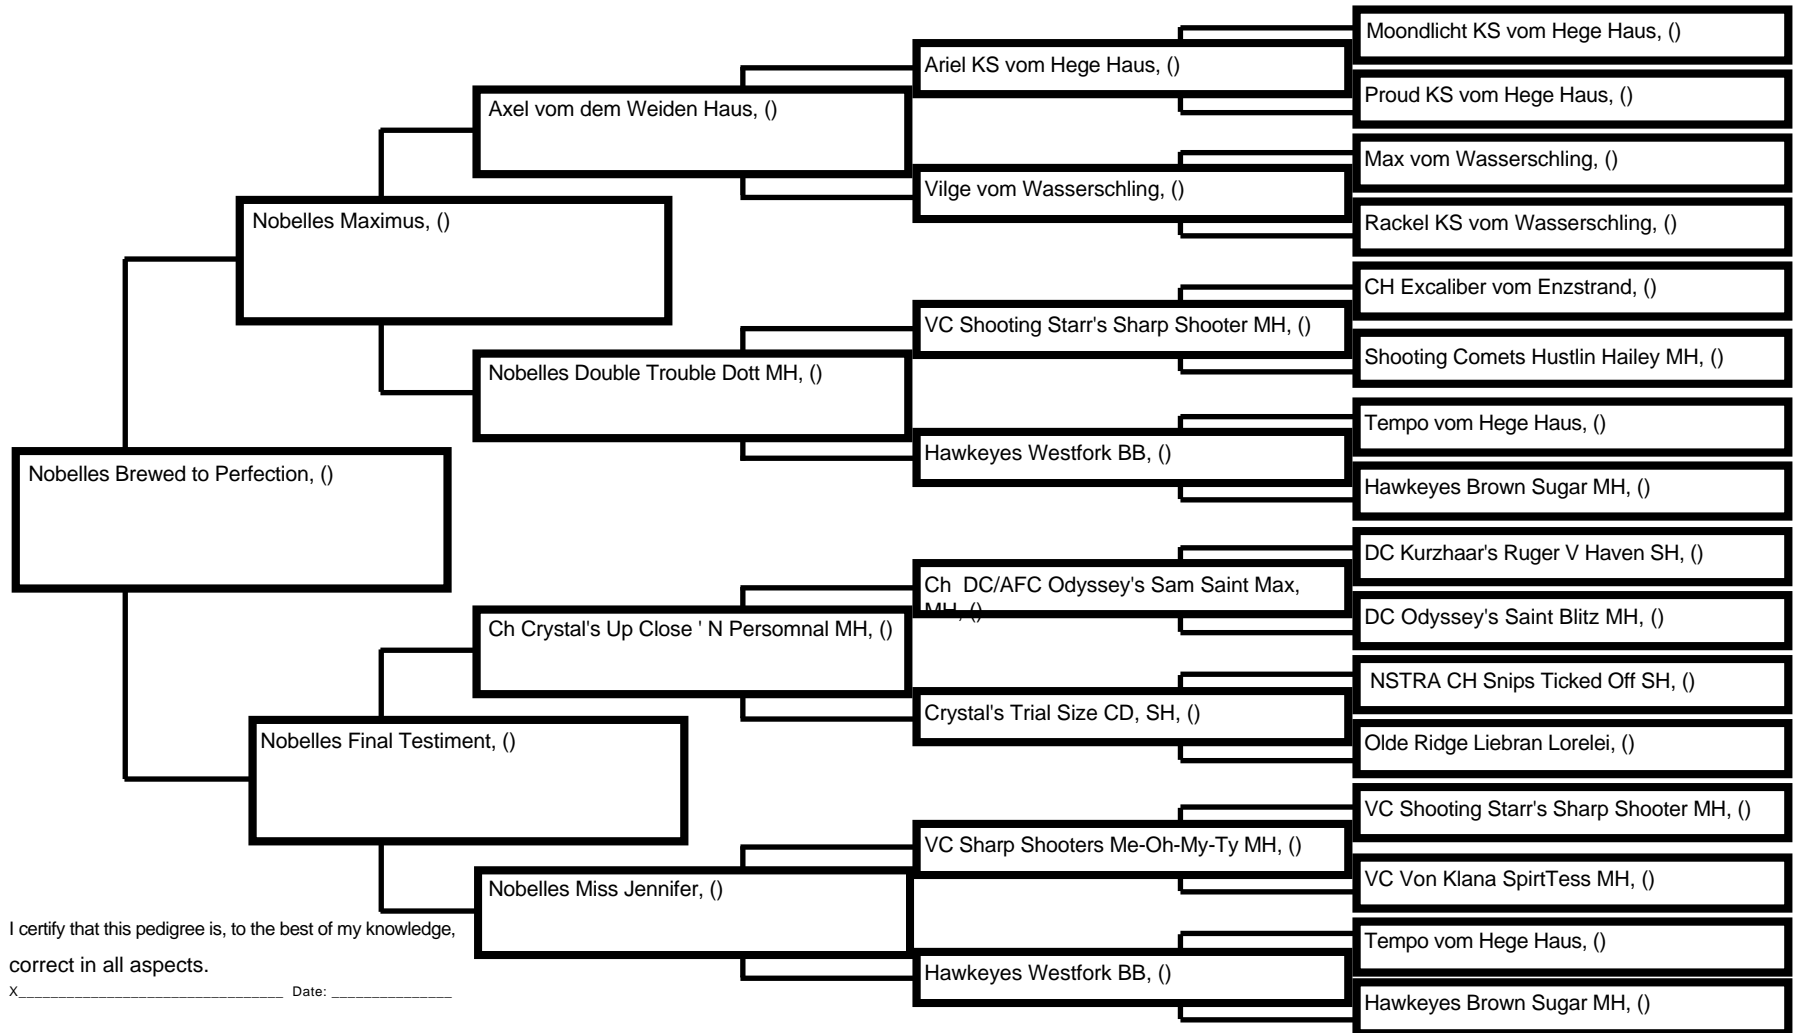 Moondlicht KS vom Hege Haus, ()
Ariel KS vom Hege Haus, ()
Proud KS vom Hege Haus, ()
Axel vom dem Weiden Haus, ()
Max vom Wasserschling, ()
Vilge vom Wasserschling, ()
Rackel KS vom Wasserschling, ()
Nobelles Maximus, ()
CH Excaliber vom Enzstrand, ()
VC Shooting Starr's Sharp Shooter MH, ()
Shooting Comets Hustlin Hailey MH, ()
Nobelles Double Trouble Dott MH, ()
Tempo vom Hege Haus, ()
Hawkeyes Westfork BB, ()
Hawkeyes Brown Sugar MH, ()
Nobelles Brewed to Perfection, ()
DC Kurzhaar's Ruger V Haven SH, ()
Ch  DC/AFC Odyssey's Sam Saint Max,
MH, ()
DC Odyssey's Saint Blitz MH, ()
Ch Crystal's Up Close ' N Persomnal MH, ()
NSTRA CH Snips Ticked Off SH, ()
Crystal's Trial Size CD, SH, ()
Olde Ridge Liebran Lorelei, ()
Nobelles Final Testiment, ()
VC Shooting Starr's Sharp Shooter MH, ()
VC Sharp Shooters Me-Oh-My-Ty MH, ()
VC Von Klana SpirtTess MH, ()
Nobelles Miss Jennifer, ()
Tempo vom Hege Haus, ()
Hawkeyes Westfork BB, ()
Hawkeyes Brown Sugar MH, ()
I certify that this pedigree is, to the best of my knowledge,
correct in all aspects.
X_________________________________ Date: _______________